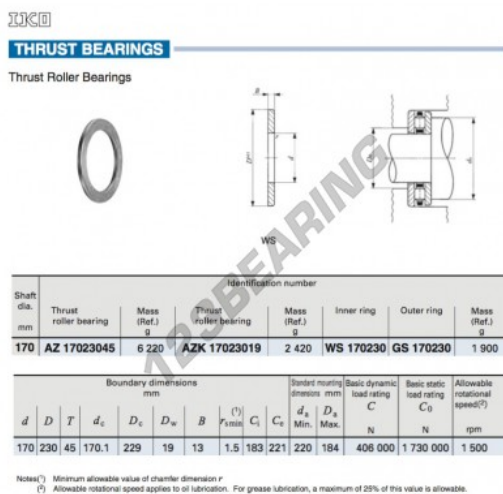 IKO
THRUST BEARINGS
Thrust Roller Bearings
B
r
d
WS
123BEARING
Shaft dia. mm
Identification number
Thrust roller bearing
Mass (Ref.) g
Thrust roller bearing
Mass (Ref.) g
Inner ring
Outer ring
Mass (Ref.) g
170 AZ 17023045 6 220 AZK 17023019 2 420 WS 170230 GS 170230 1 900
Boundary dimensions mm
Standard mounting dimensions mm
Basic dynamic load rating C N
Basic static load rating C0 N
Allowable rotational speed(2) rpm
d D T dc Dc Dw B rsmin(1) Ci Ce da Min. Da Max.
170 230 45 170.1 229 19 13 1.5 183 221 220 184 406 000 1 730 000 1 500
Notes(1) Minimum allowable value of chamfer dimension r
(2) Allowable rotational speed applies to oil lubrication. For grease lubrication, a maximum of 25% of this value is allowable.